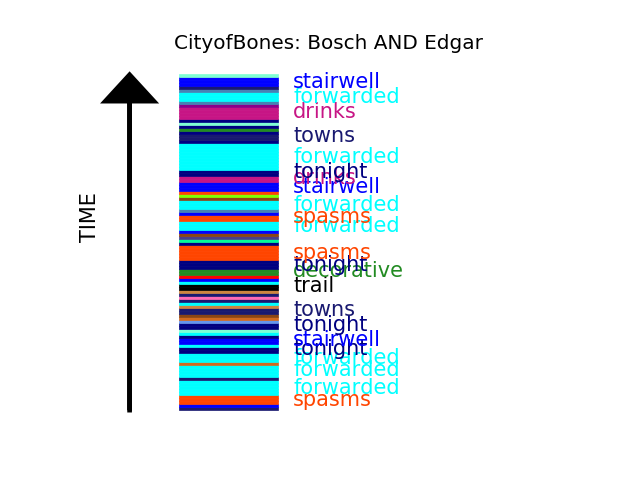 CityofBones: Bosch AND Edgar
stairwell
forwarded
drinks
towns
forwarded
tonight
drinks
stairwell
forwarded
spasms
forwarded
spasms
tonight
decorative
trail
towns
tonight
stairwell
tonight
forwarded
forwarded
forwarded
spasms
TIME